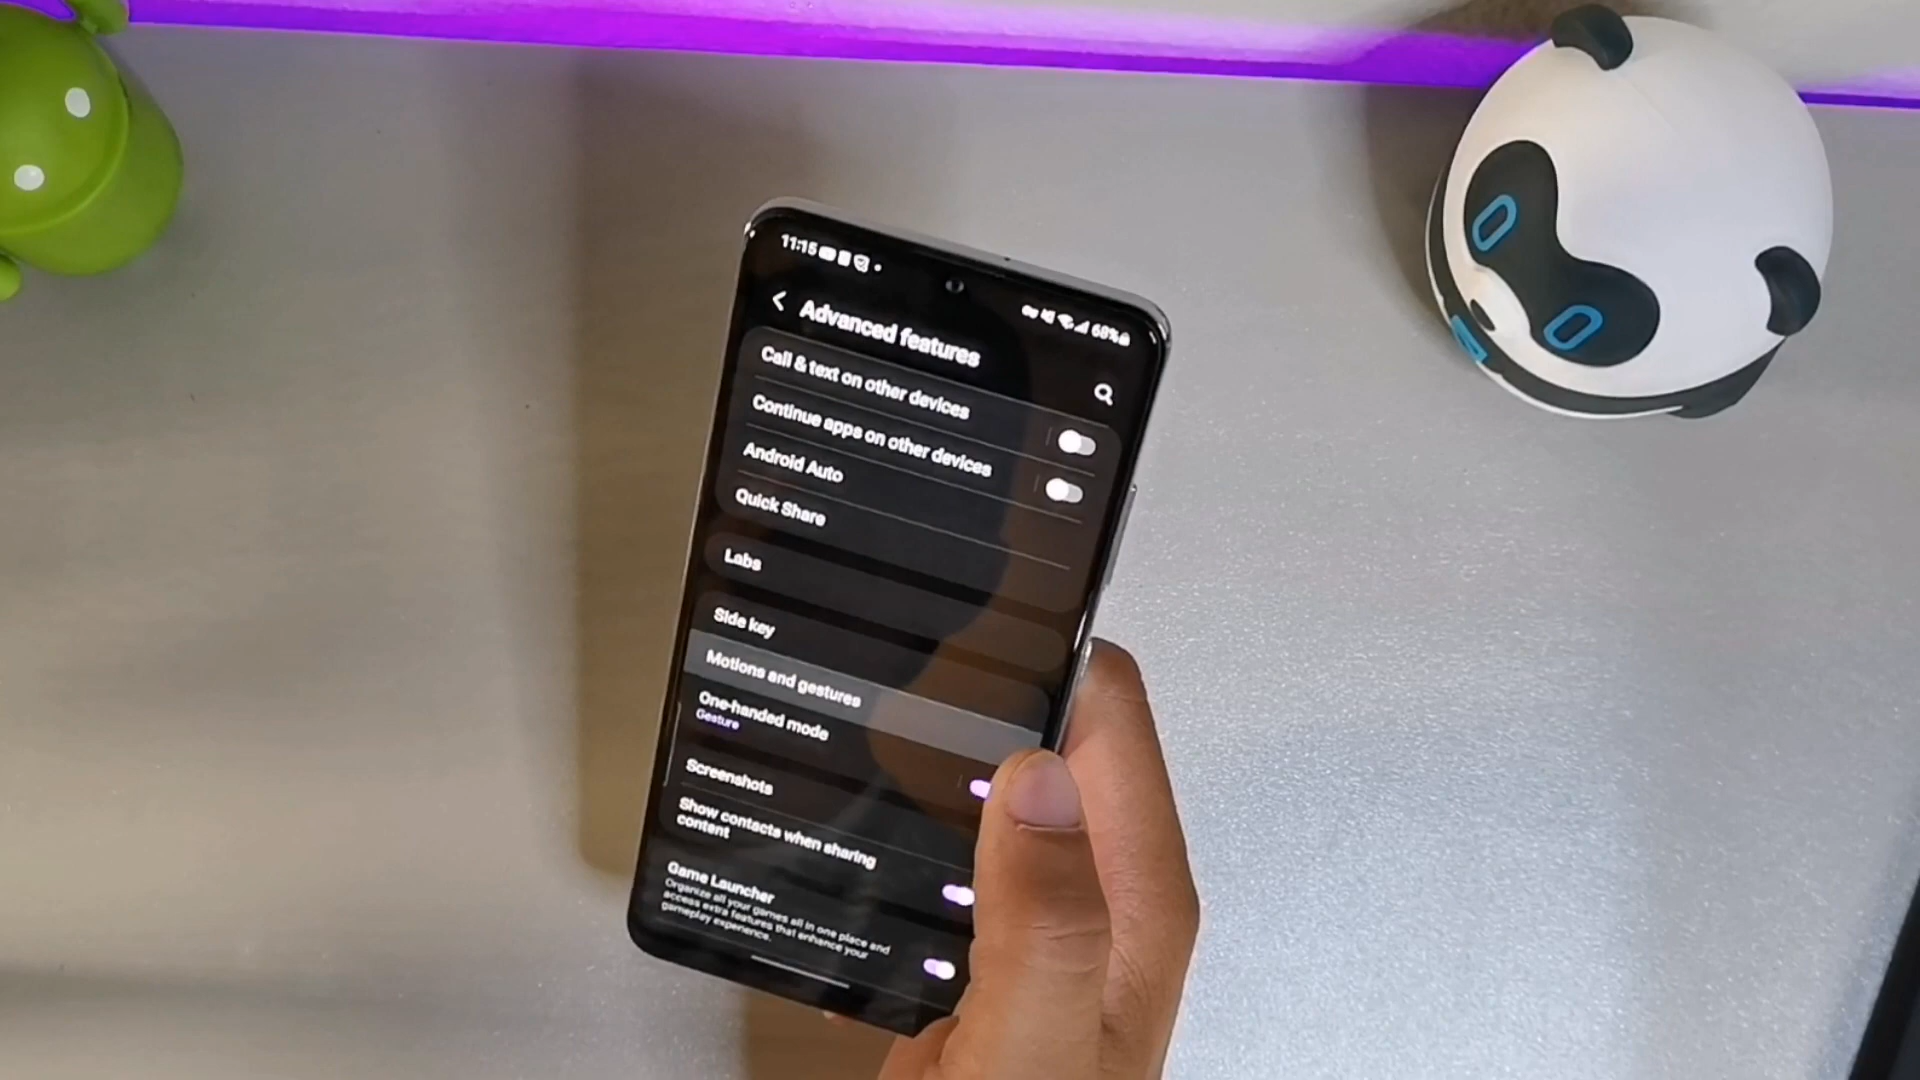 11:15
68%
Advanced features
Call & text on other devices
Continue apps on other devices
Android Auto
Quick Share
Labs
Side key
Motions and gestures
One-handed mode
Gesture
Screenshots
Show contacts when sharing
content
Game Launcher
Organize all your games all in one place and
access extra features that enhance your
gameplay experience.